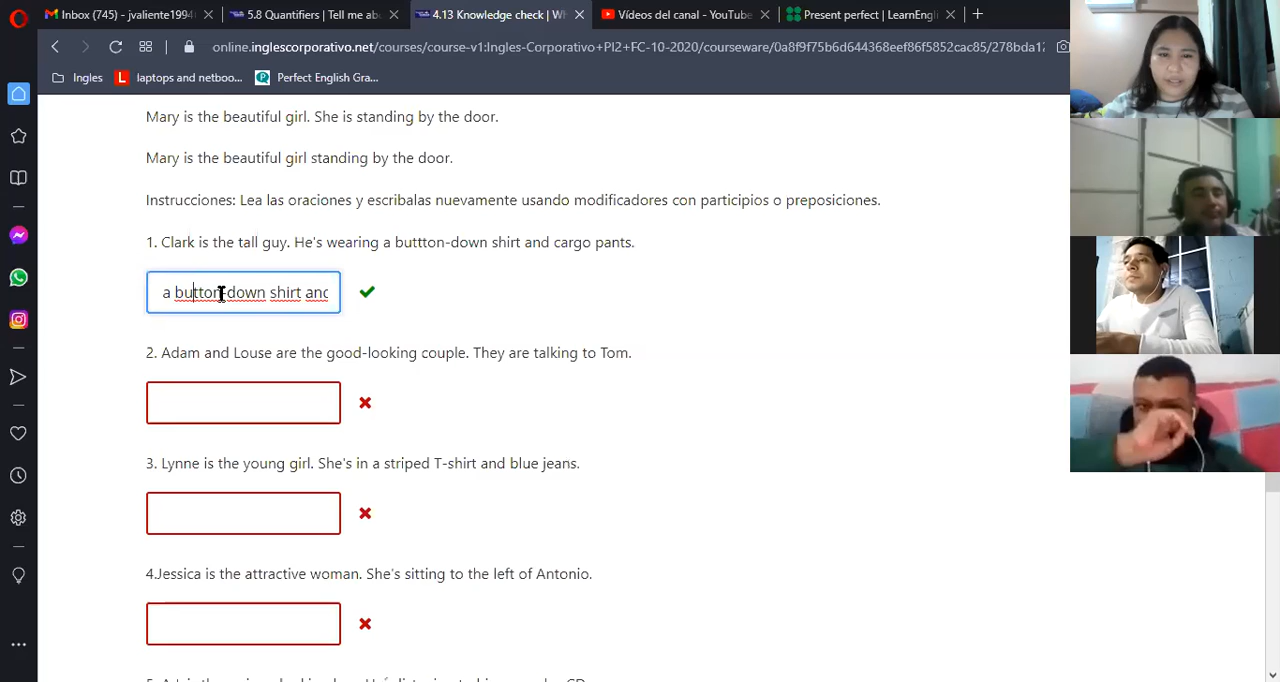 Inbox (745) - jvaliente1994
5.8 Quantifiers | Tell me abo
4.13 Knowledge check | Wh
Vídeos del canal - YouTube
Present perfect | LearnEngli
online.inglescorporativo.net/courses/course-v1:Ingles-Corporativo+PI2+FC-10-2020/courseware/0a8f9f75b6d644368eef86f5852cac85/278bda12
Ingles
laptops and netboo...
Perfect English Gra...
Mary is the beautiful girl. She is standing by the door.
Mary is the beautiful girl standing by the door.
Instrucciones: Lea las oraciones y escribalas nuevamente usando modificadores con participios o preposiciones.
1. Clark is the tall guy. He's wearing a buttton-down shirt and cargo pants.
a button-down shirt and
2. Adam and Louse are the good-looking couple. They are talking to Tom.
3. Lynne is the young girl. She's in a striped T-shirt and blue jeans.
4.Jessica is the attractive woman. She's sitting to the left of Antonio.